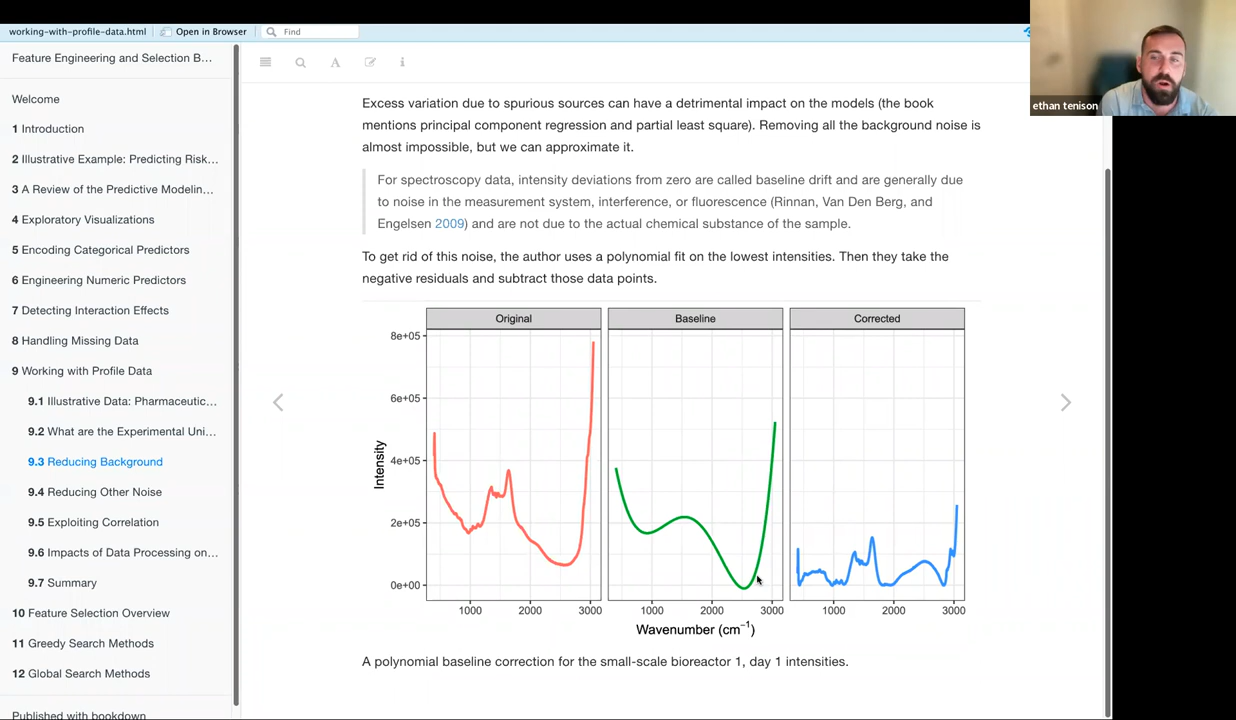 working-with-profile-data.html
Open in Browser
Find
Feature Engineering and Selection B...
Welcome
1 Introduction
2 Illustrative Example: Predicting Risk...
3 A Review of the Predictive Modelin...
4 Exploratory Visualizations
5 Encoding Categorical Predictors
6 Engineering Numeric Predictors
7 Detecting Interaction Effects
8 Handling Missing Data
9 Working with Profile Data
9.1 Illustrative Data: Pharmaceutic...
9.2 What are the Experimental Uni...
9.3 Reducing Background
9.4 Reducing Other Noise
9.5 Exploiting Correlation
9.6 Impacts of Data Processing on...
9.7 Summary
10 Feature Selection Overview
11 Greedy Search Methods
12 Global Search Methods
Published with bookdown
A
i
Excess variation due to spurious sources can have a detrimental impact on the models (the book
mentions principal component regression and partial least square). Removing all the background noise is
almost impossible, but we can approximate it.
For spectroscopy data, intensity deviations from zero are called baseline drift and are generally due
to noise in the measurement system, interference, or fluorescence (Rinnan, Van Den Berg, and
Engelsen 2009) and are not due to the actual chemical substance of the sample.
To get rid of this noise, the author uses a polynomial fit on the lowest intensities. Then they take the
negative residuals and subtract those data points.
Original
Baseline
Corrected
8e+05
6e+05
4e+05
2e+05
0e+00
Intensity
1000 2000 3000
1000 2000 3000
1000 2000 3000
Wavenumber (cm⁻¹)
A polynomial baseline correction for the small-scale bioreactor 1, day 1 intensities.
ethan tenison